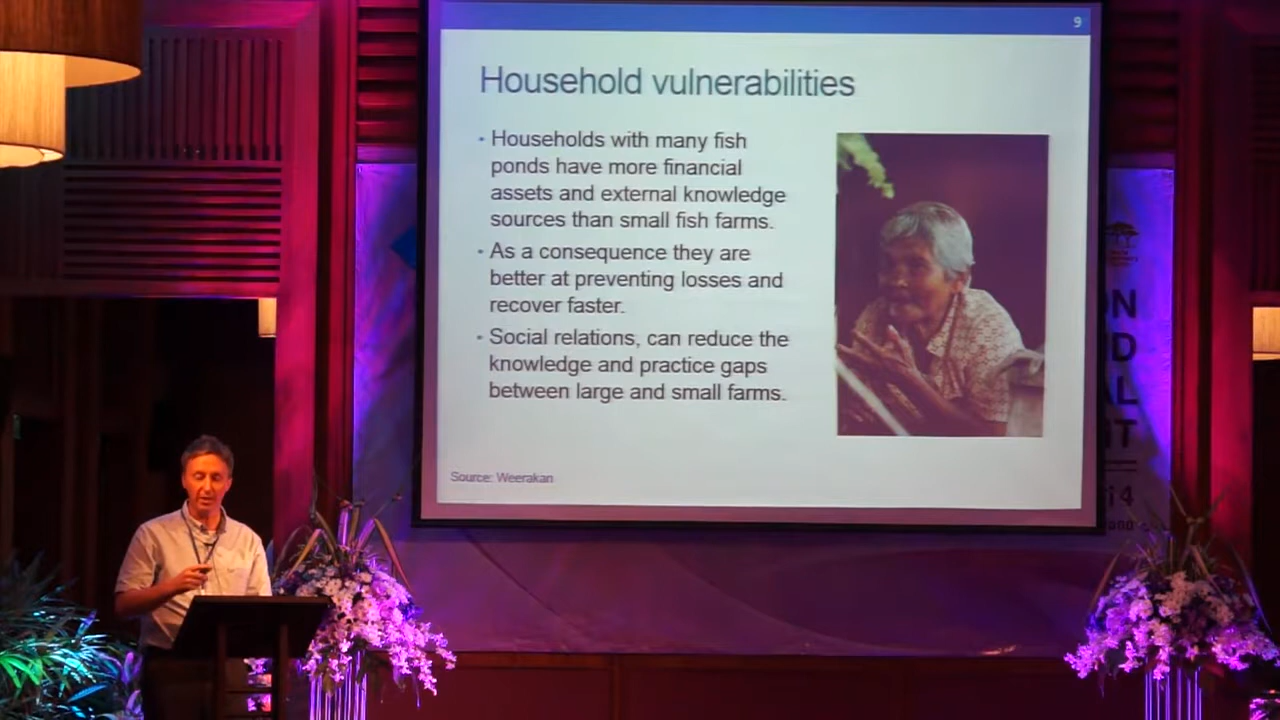 9
Household vulnerabilities
- Households with many fish
ponds have more financial
assets and external knowledge
sources than small fish farms.
- As a consequence they are
better at preventing losses and
recover faster.
- Social relations, can reduce the
knowledge and practice gaps
between large and small farms.
Source: Weerakan